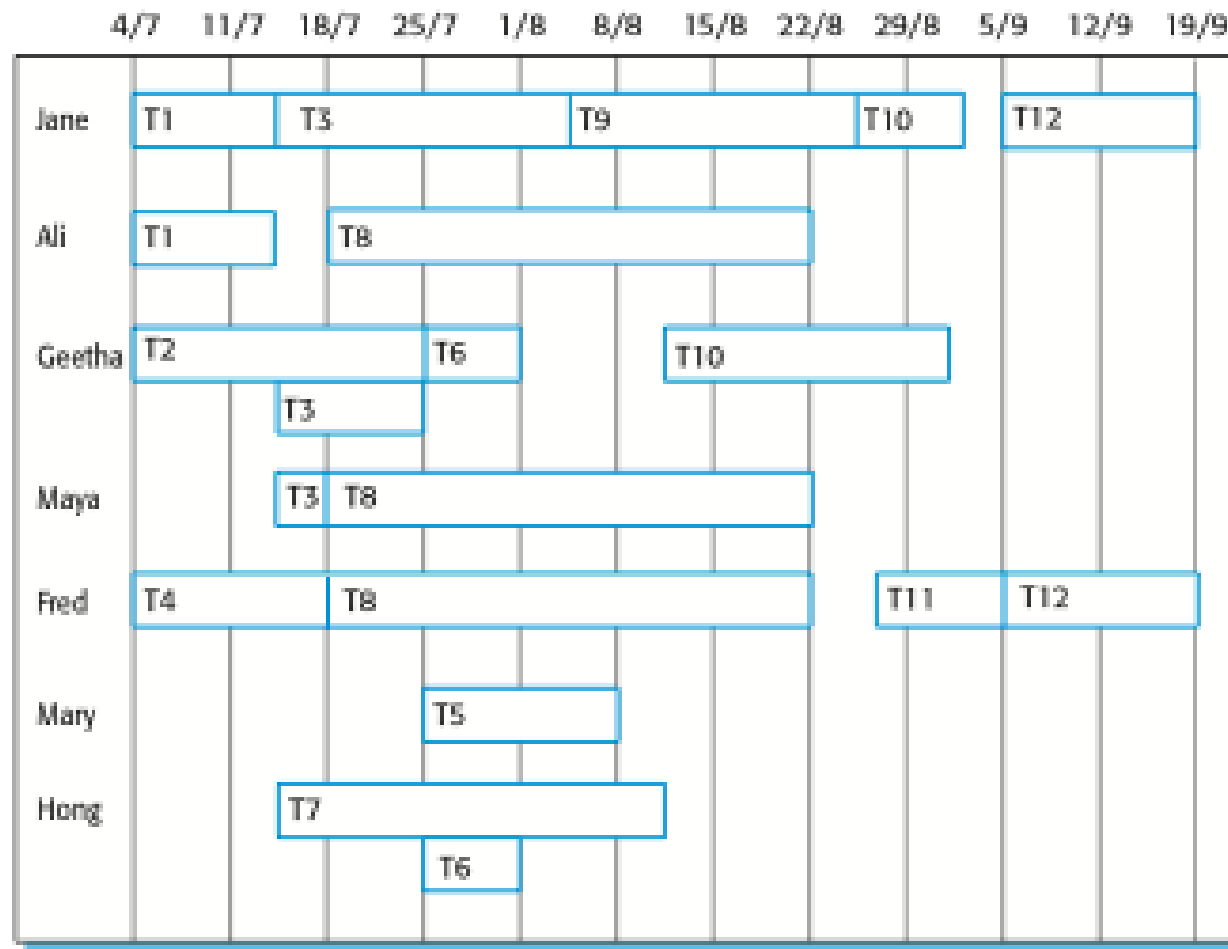 4/7 11/7 18/7 25/7 1/8 8/8 15/8 22/8 29/8 5/9 12/9 19/9
Jane T1 T3 T9 T10 T12
Ali T1 T8
Geetha T2 T6 T10
T3
Maya T3 T8
Fred T4 T8 T11 T12
Mary T5
Hong T7
T6